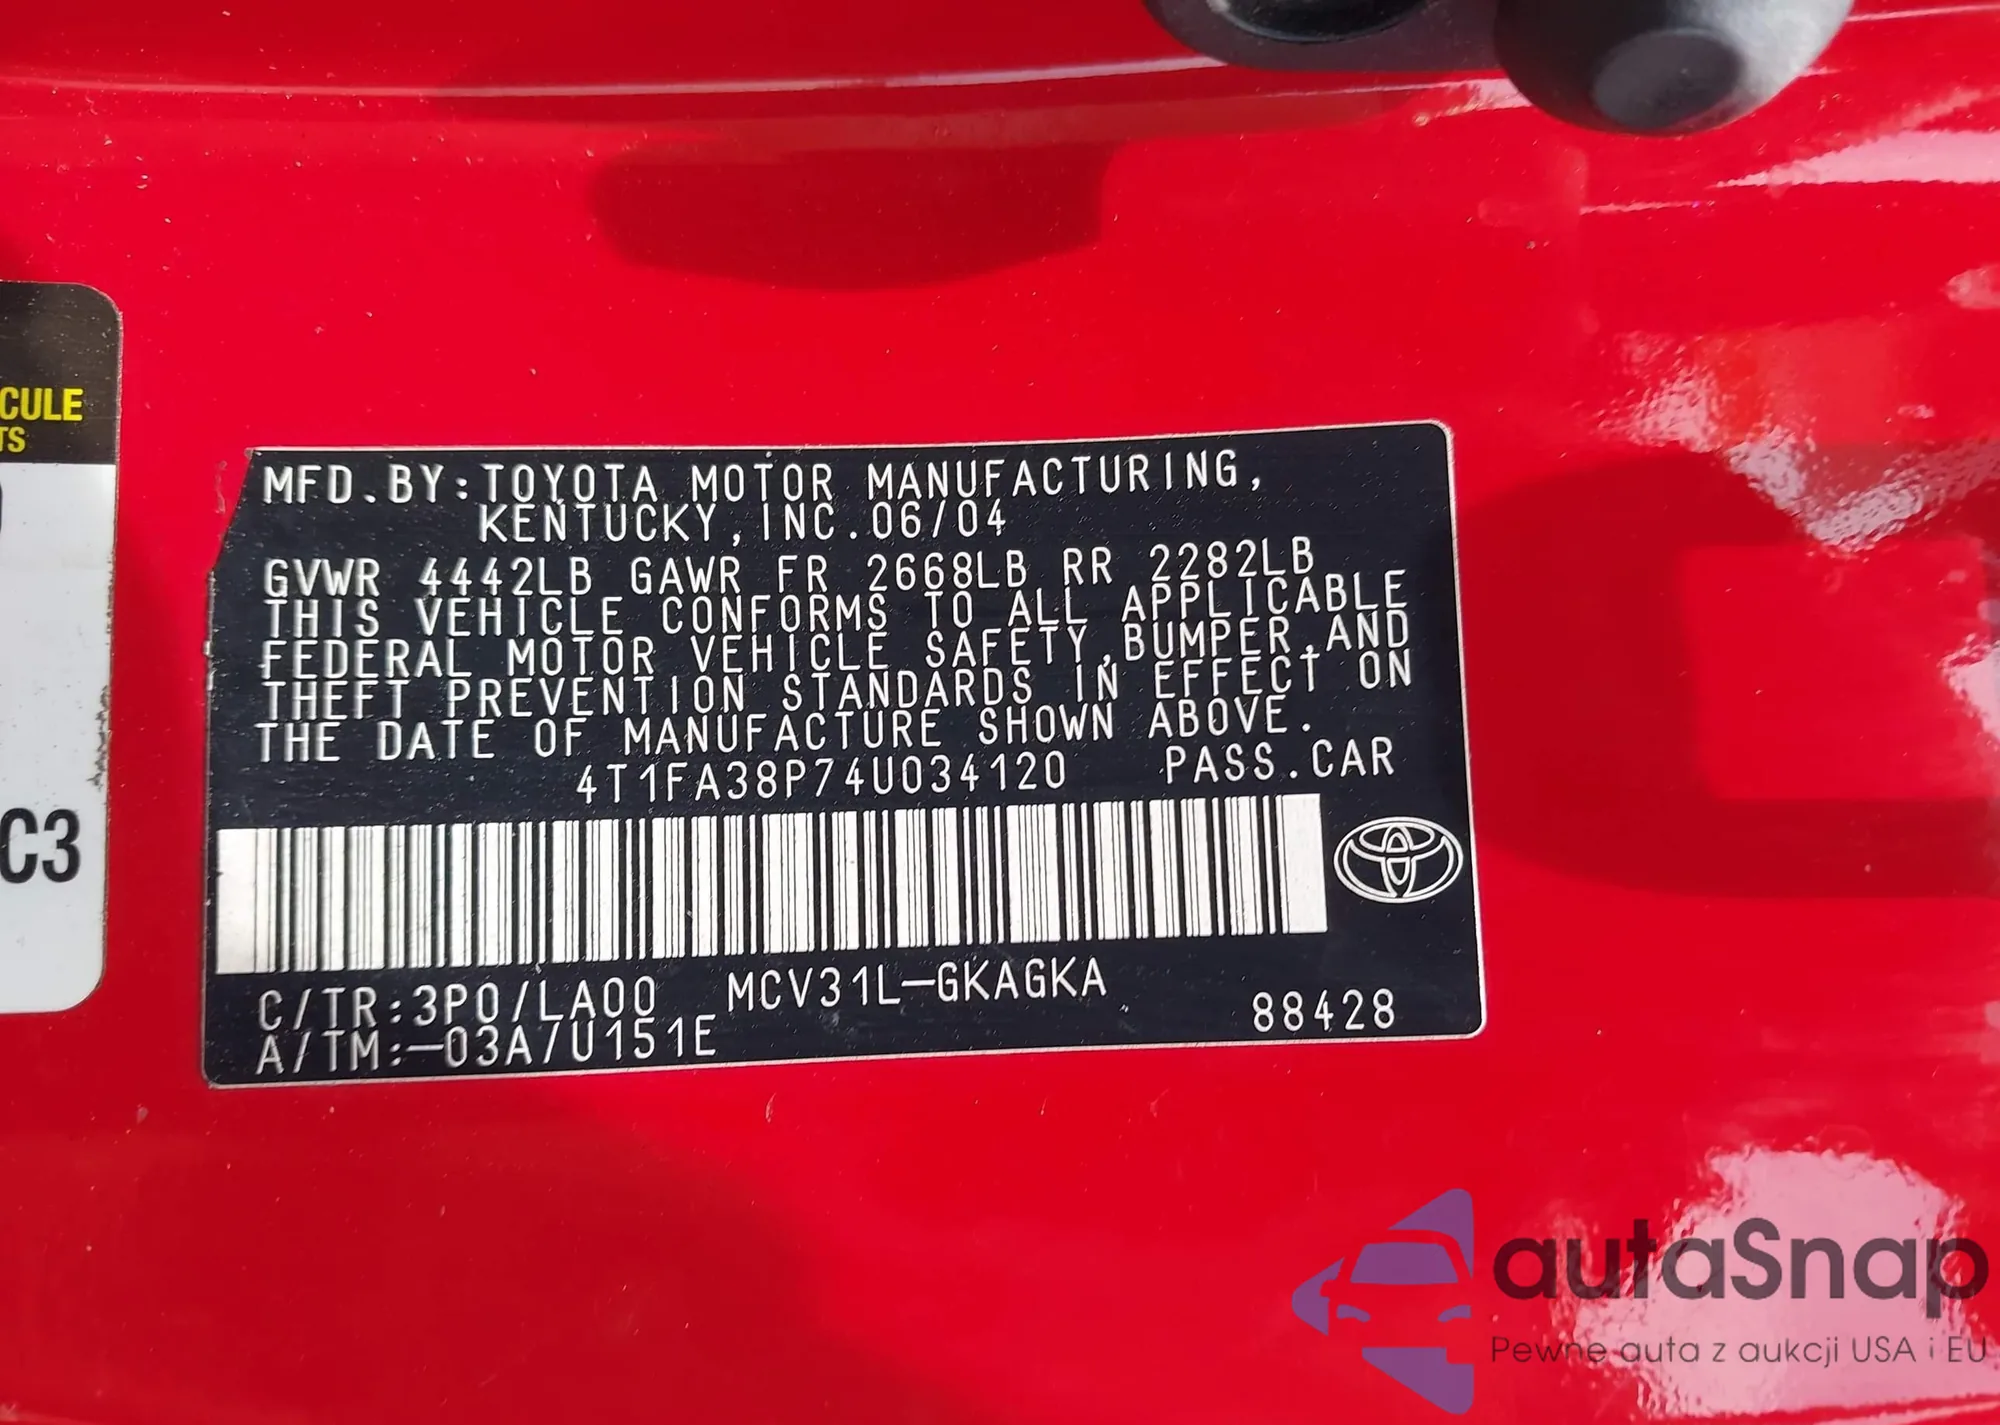 CULE
TS
C3
MFD.BY:TOYOTA MOTOR MANUFACTURING,
KENTUCKY,INC.06/04
GVWR 4442LB GAWR FR 2668LB RR 2282LB
THIS VEHICLE CONFORMS TO ALL APPLICABLE
FEDERAL MOTOR VEHICLE SAFETY,BUMPER,AND
THEFT PREVENTION STANDARDS IN EFFECT ON
THE DATE OF MANUFACTURE SHOWN ABOVE.
4T1FA38P74U034120 PASS.CAR
C/TR:3P0/LA00 MCV31L-GKAGKA
A/TM:-03A/U151E 88428
autaSnap
Pewne auta z aukcji USA i EU